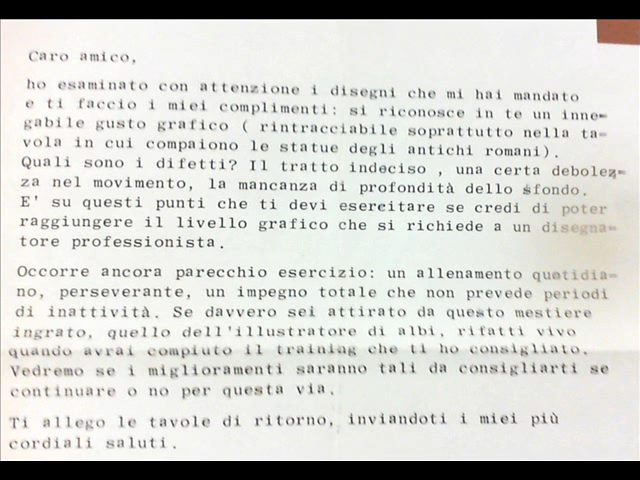 Caro amico,
ho esaminato con attenzione i disegni che mi hai mandato
e ti faccio i miei complimenti: si riconosce in te un inne=
gabile gusto grafico ( rintracciabile soprattutto nella ta=
vola in cui compaiono le statue degli antichi romani).
Quali sono i difetti? Il tratto indeciso , una certa debolez=
za nel movimento, la mancanza di profondità dello sfondo.
E' su questi punti che ti devi esercitare se credi di poter
raggiungere il livello grafico che si richiede a un disegna=
tore professionista.
Occorre ancora parecchio esercizio: un allenamento quotidia=
no, perseverante, un impegno totale che non prevede periodi
di inattività. Se davvero sei attirato da questo mestiere
ingrato, quello dell'illustratore di albi, rifatti vivo
quando avrai compiuto il training che ti ho consigliato.
Vedremo se i miglioramenti saranno tali da consigliarti se
continuare o no per questa via.
Ti allego le tavole di ritorno, inviandoti i miei più
cordiali saluti.